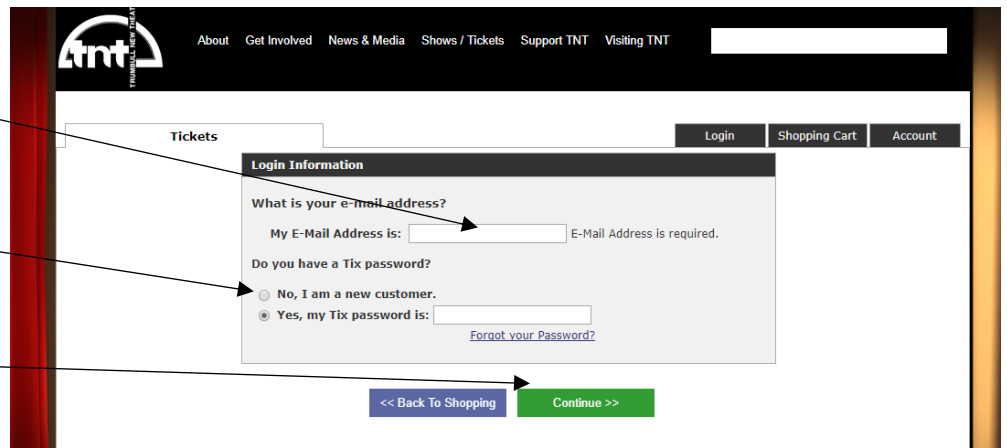 tnt
TRUMBULL NEW THEAT
About Get Involved News & Media Shows / Tickets Support TNT Visiting TNT
Tickets
Login Shopping Cart Account
Login Information
What is your e-mail address?
My E-Mail Address is: E-Mail Address is required.
Do you have a Tix password?
No, I am a new customer.
Yes, my Tix password is:
Forgot your Password?
<< Back To Shopping Continue >>